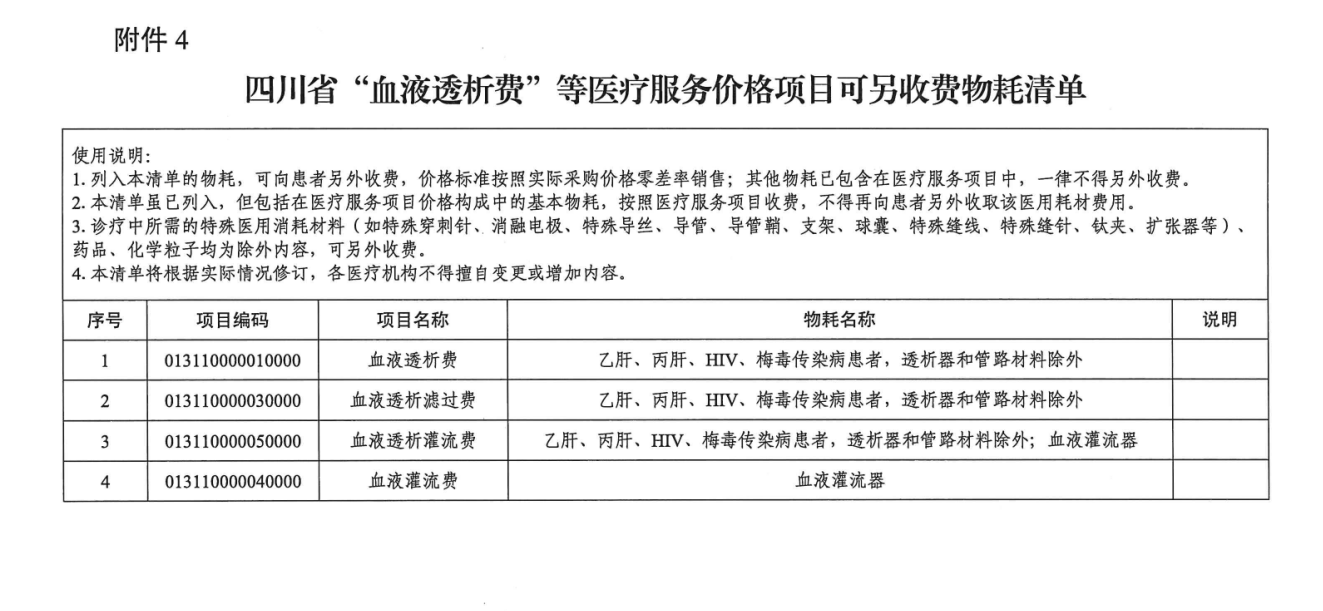 附件 4
四川省“血液透析费”等医疗服务价格项目可另收费物耗清单
使用说明：
1. 列入本清单的物耗，可向患者另外收费，价格标准按照实际采购价格零差率销售；其他物耗已包含在医疗服务项目中，一律不得另外收费。
2. 本清单虽已列入，但包括在医疗服务项目价格构成中的基本物耗，按照医疗服务项目收费，不得再向患者另外收取该医用耗材费用。
3. 诊疗中所需的特殊医用消耗材料（如特殊穿刺针、消融电极、特殊导丝、导管、导管鞘、支架、球囊、特殊缝线、特殊缝针、钛夹、扩张器等）、
药品、化学粒子均为除外内容，可另外收费。
4. 本清单将根据实际情况修订，各医疗机构不得擅自变更或增加内容。
序号 项目编码 项目名称 物耗名称 说明
1 013110000010000 血液透析费 乙肝、丙肝、HIV、梅毒传染病患者，透析器和管路材料除外
2 013110000030000 血液透析滤过费 乙肝、丙肝、HIV、梅毒传染病患者，透析器和管路材料除外
3 013110000050000 血液透析灌流费 乙肝、丙肝、HIV、梅毒传染病患者，透析器和管路材料除外；血液灌流器
4 013110000040000 血液灌流费 血液灌流器